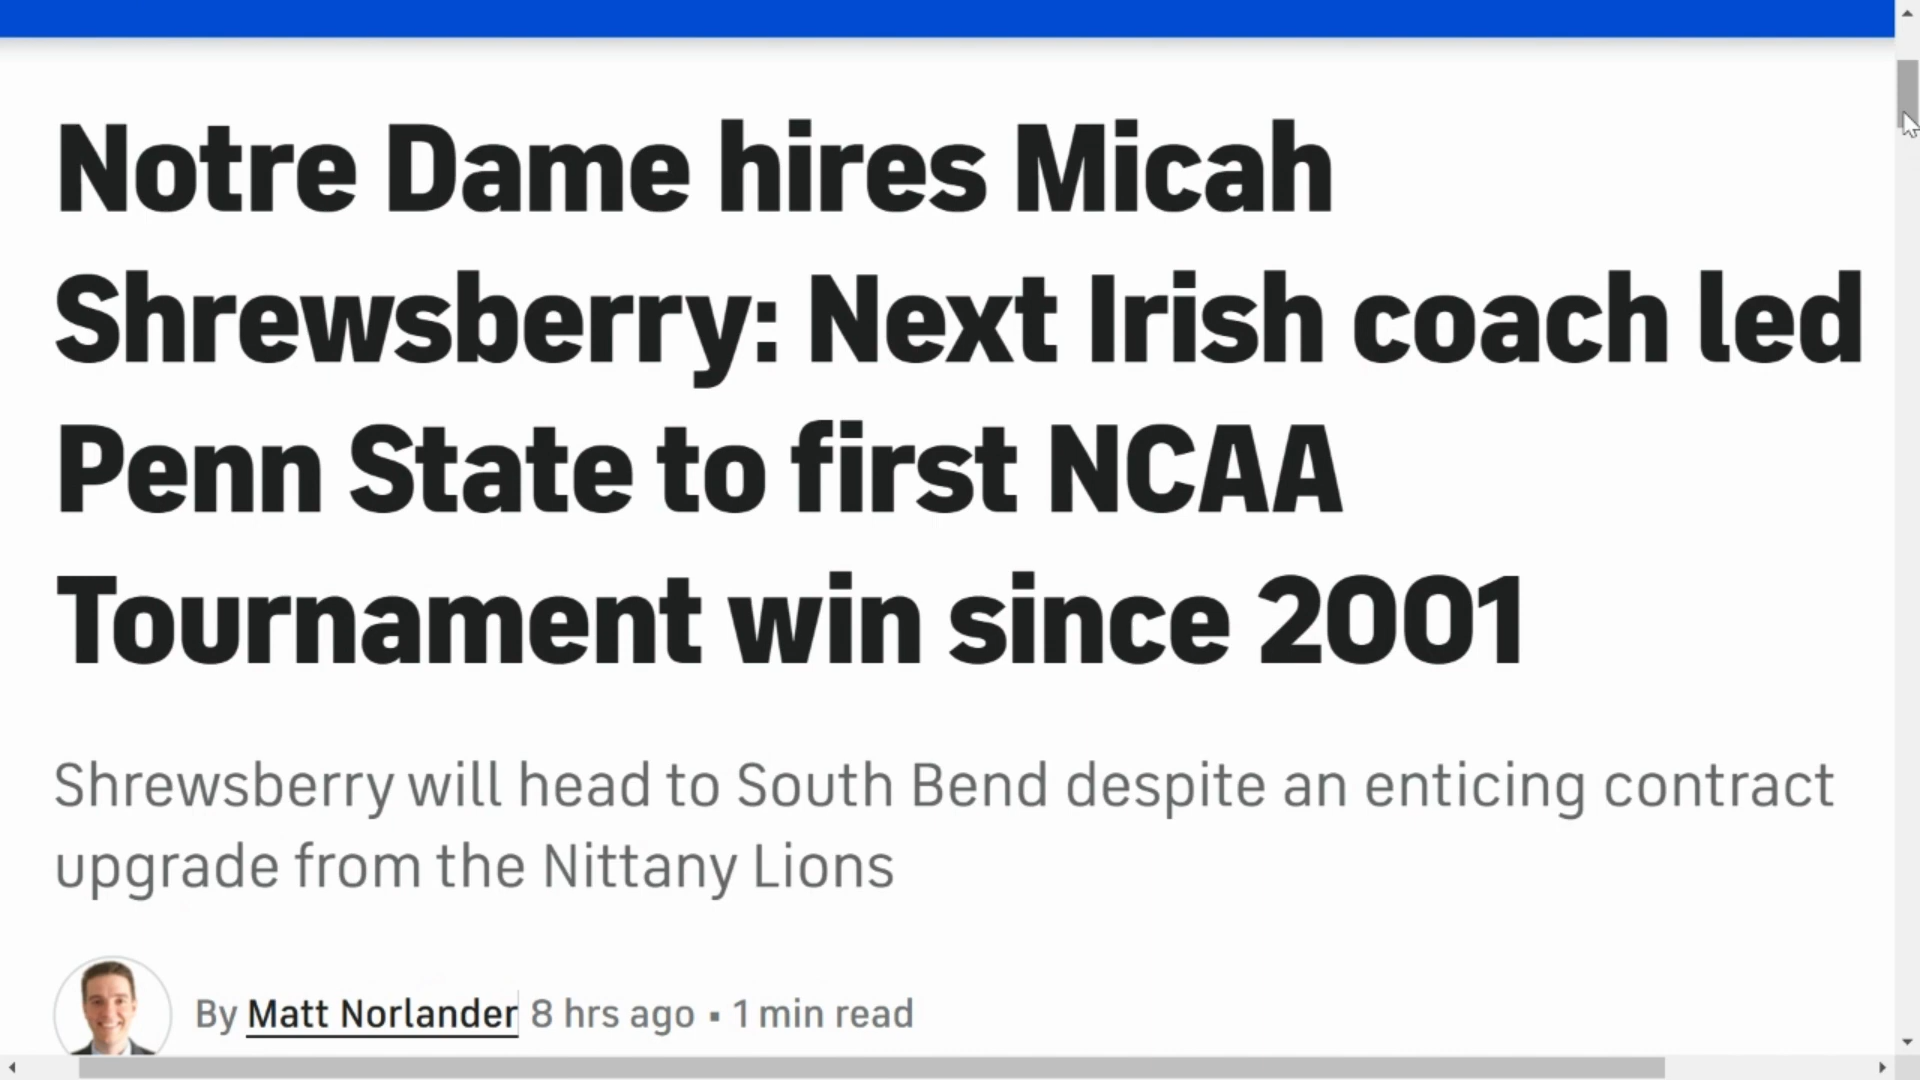 Notre Dame hires Micah
Shrewsberry: Next Irish coach led
Penn State to first NCAA
Tournament win since 2001
Shrewsberry will head to South Bend despite an enticing contract
upgrade from the Nittany Lions
By Matt Norlander 8 hrs ago ▪ 1 min read